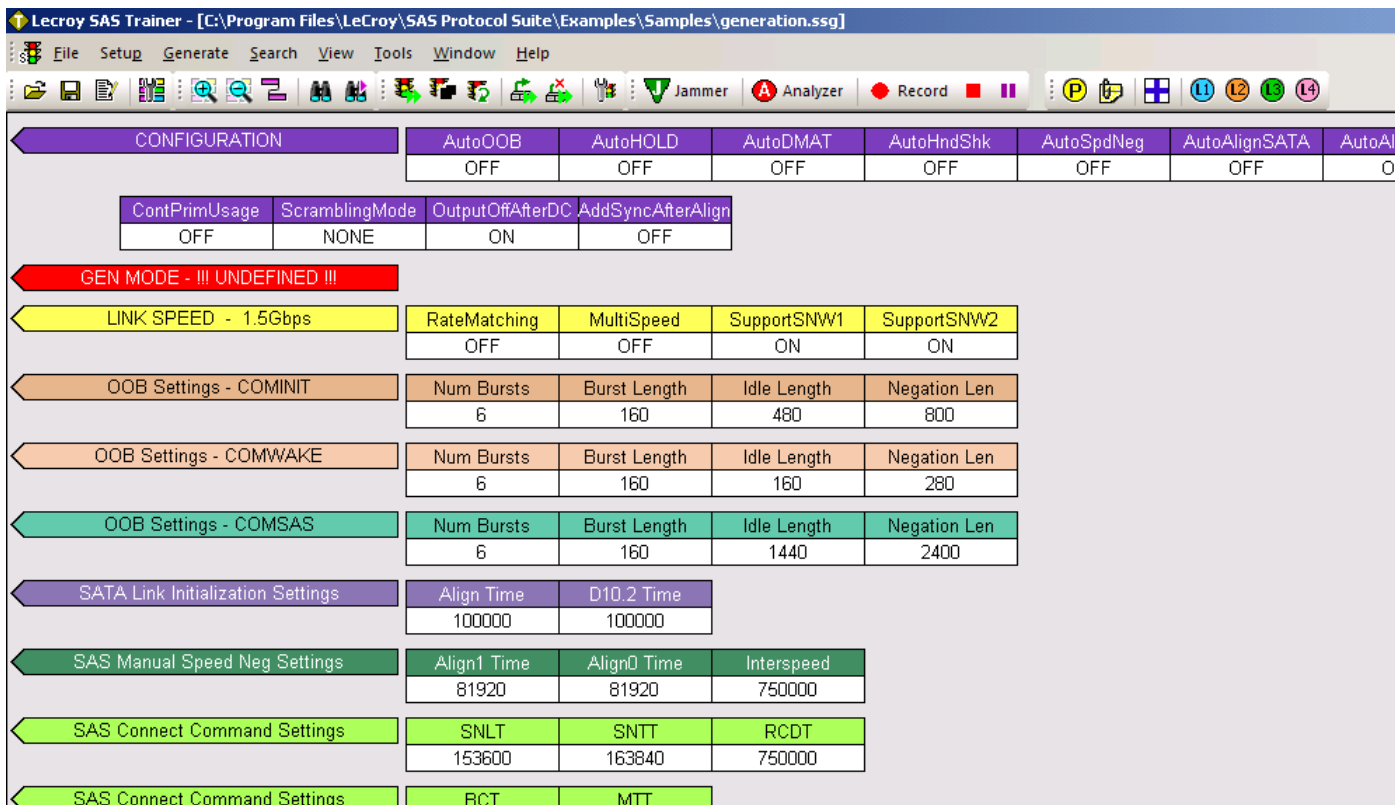 Lecroy SAS Trainer - [C:\Program Files\LeCroy\SAS Protocol Suite\Examples\Samples\generation.ssg]
File Setup Generate Search View Tools Window Help
Jammer A Analyzer Record P L1 L2 L3 L4
CONFIGURATION AutoOOB AutoHOLD AutoDMAT AutoHndShk AutoSpdNeg AutoAlignSATA AutoAl
OFF OFF OFF OFF OFF OFF O
ContPrimUsage ScramblingMode OutputOffAfterDC AddSyncAfterAlign
OFF NONE ON OFF
GEN MODE - !!! UNDEFINED !!!
LINK SPEED - 1.5Gbps RateMatching MultiSpeed SupportSNW1 SupportSNW2
OFF OFF ON ON
OOB Settings - COMINIT Num Bursts Burst Length Idle Length Negation Len
6 160 480 800
OOB Settings - COMWAKE Num Bursts Burst Length Idle Length Negation Len
6 160 160 280
OOB Settings - COMSAS Num Bursts Burst Length Idle Length Negation Len
6 160 1440 2400
SATA Link Initialization Settings Align Time D10.2 Time
100000 100000
SAS Manual Speed Neg Settings Align1 Time Align0 Time Interspeed
81920 81920 750000
SAS Connect Command Settings SNLT SNTT RCDT
153600 163840 750000
SAS Connect Command Settings BCT MTT